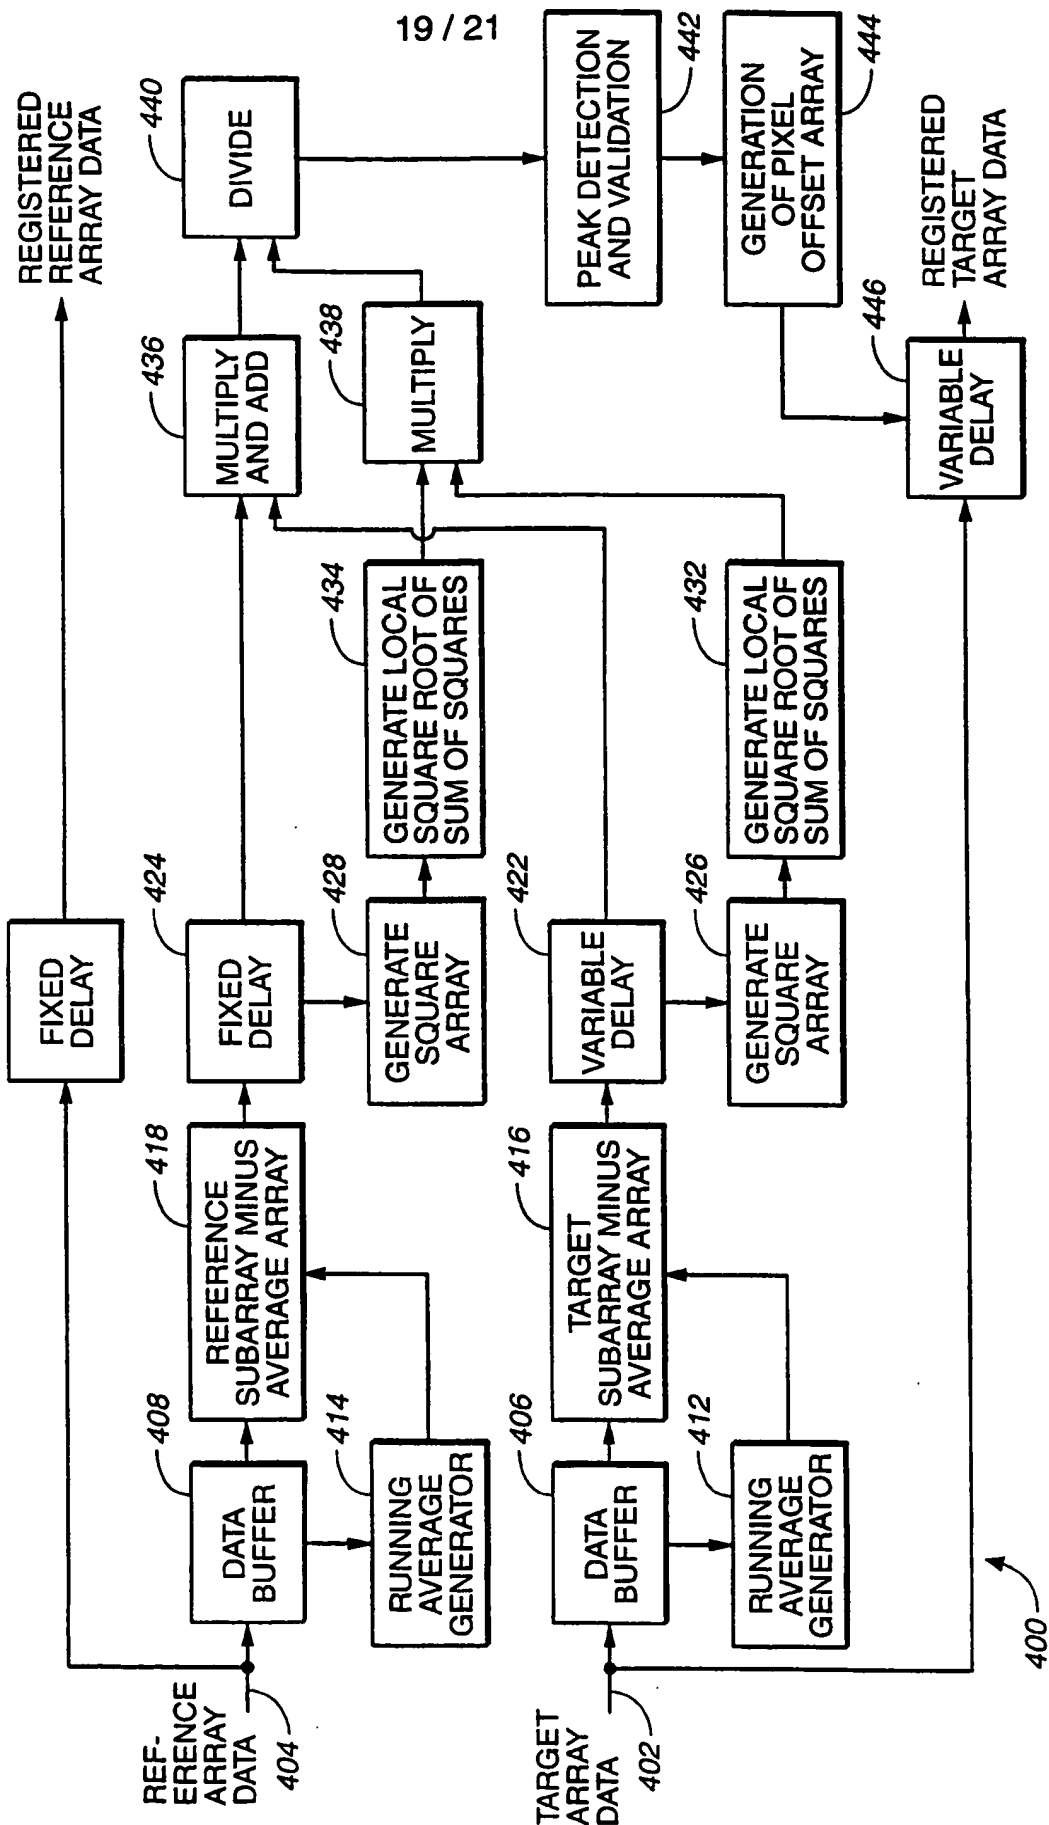 19 / 21
REF-
ERENCE
ARRAY
DATA
404
FIXED
DELAY
REGISTERED
REFERENCE
ARRAY DATA
408
DATA
BUFFER
414
RUNNING
AVERAGE
GENERATOR
418
REFERENCE
SUBARRAY MINUS
AVERAGE ARRAY
424
FIXED
DELAY
428
GENERATE
SQUARE
ARRAY
434
GENERATE LOCAL
SQUARE ROOT OF
SUM OF SQUARES
436
MULTIPLY
AND ADD
438
MULTIPLY
440
DIVIDE
TARGET
ARRAY
DATA
402
406
DATA
BUFFER
412
RUNNING
AVERAGE
GENERATOR
416
TARGET
SUBARRAY MINUS
AVERAGE ARRAY
422
VARIABLE
DELAY
426
GENERATE
SQUARE
ARRAY
432
GENERATE LOCAL
SQUARE ROOT OF
SUM OF SQUARES
PEAK DETECTION
AND VALIDATION
442
GENERATION
OF PIXEL
OFFSET ARRAY
444
446
VARIABLE
DELAY
REGISTERED
TARGET
ARRAY DATA
400